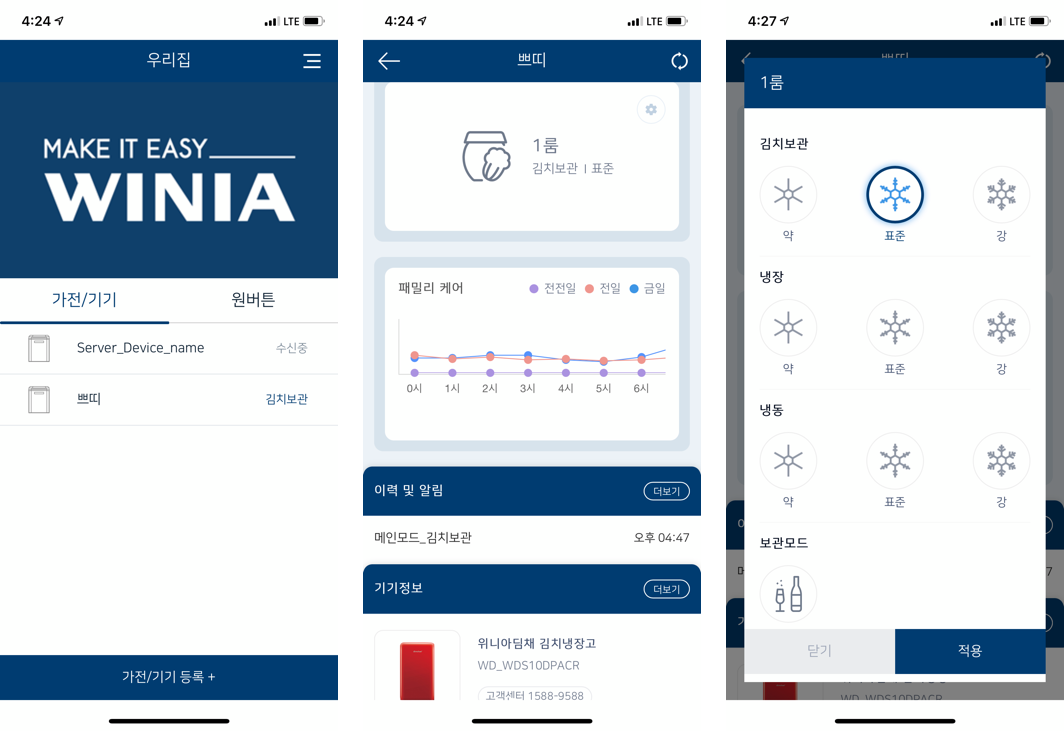 4:24
LTE
우리집
MAKE IT EASY
WINIA
가전/기기
원버튼
Server_Device_name
수신중
쁘띠
김치보관
가전/기기 등록 +
4:24
LTE
쁘띠
1룸
김치보관 | 표준
패밀리 케어
전전일
전일
금일
0시
1시
2시
3시
4시
5시
6시
이력 및 알림
더보기
메인모드_김치보관
오후 04:47
기기정보
더보기
위니아딤채 김치냉장고
WD_WDS10DPACR
고객센터 1588-9588
4:27
LTE
1룸
김치보관
약
표준
강
냉장
약
표준
강
냉동
약
표준
강
보관모드
닫기
적용
WD_WDS10DPACR